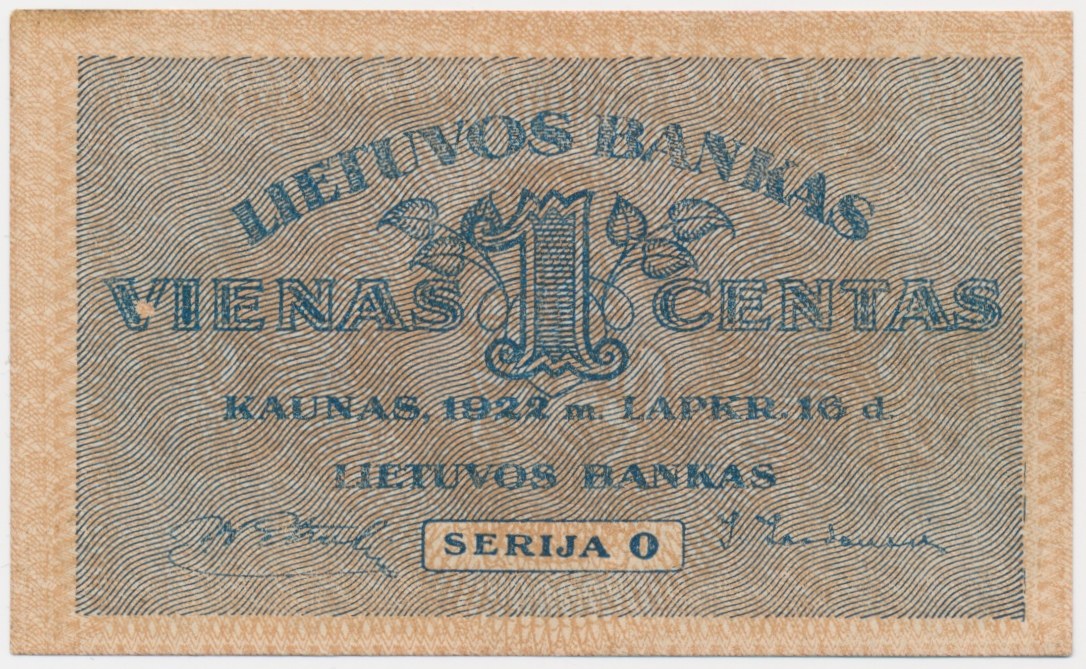 LIETUVOS BANKAS
1
VIENAS CENTAS
KAUNAS, 1922 m. LAPKR. 16 d.
LIETUVOS BANKAS
SERIJA O